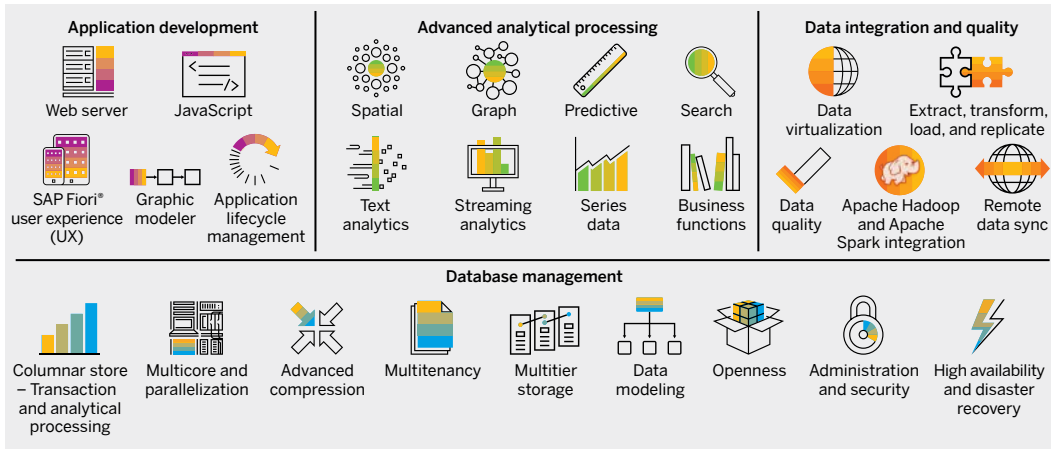 Application development
Web server
JavaScript
SAP Fiori®
user experience
(UX)
Graphic
modeler
Application
lifecycle
management
Advanced analytical processing
Spatial
Graph
Predictive
Search
Text
analytics
Streaming
analytics
Series
data
Business
functions
Data integration and quality
Data
virtualization
Extract, transform,
load, and replicate
Data
quality
Apache Hadoop
and Apache
Spark integration
Remote
data sync
Database management
Columnar store
– Transaction
and analytical
processing
Multicore and
parallelization
Advanced
compression
Multitenancy
Multitier
storage
Data
modeling
Openness
Administration
and security
High availability
and disaster
recovery